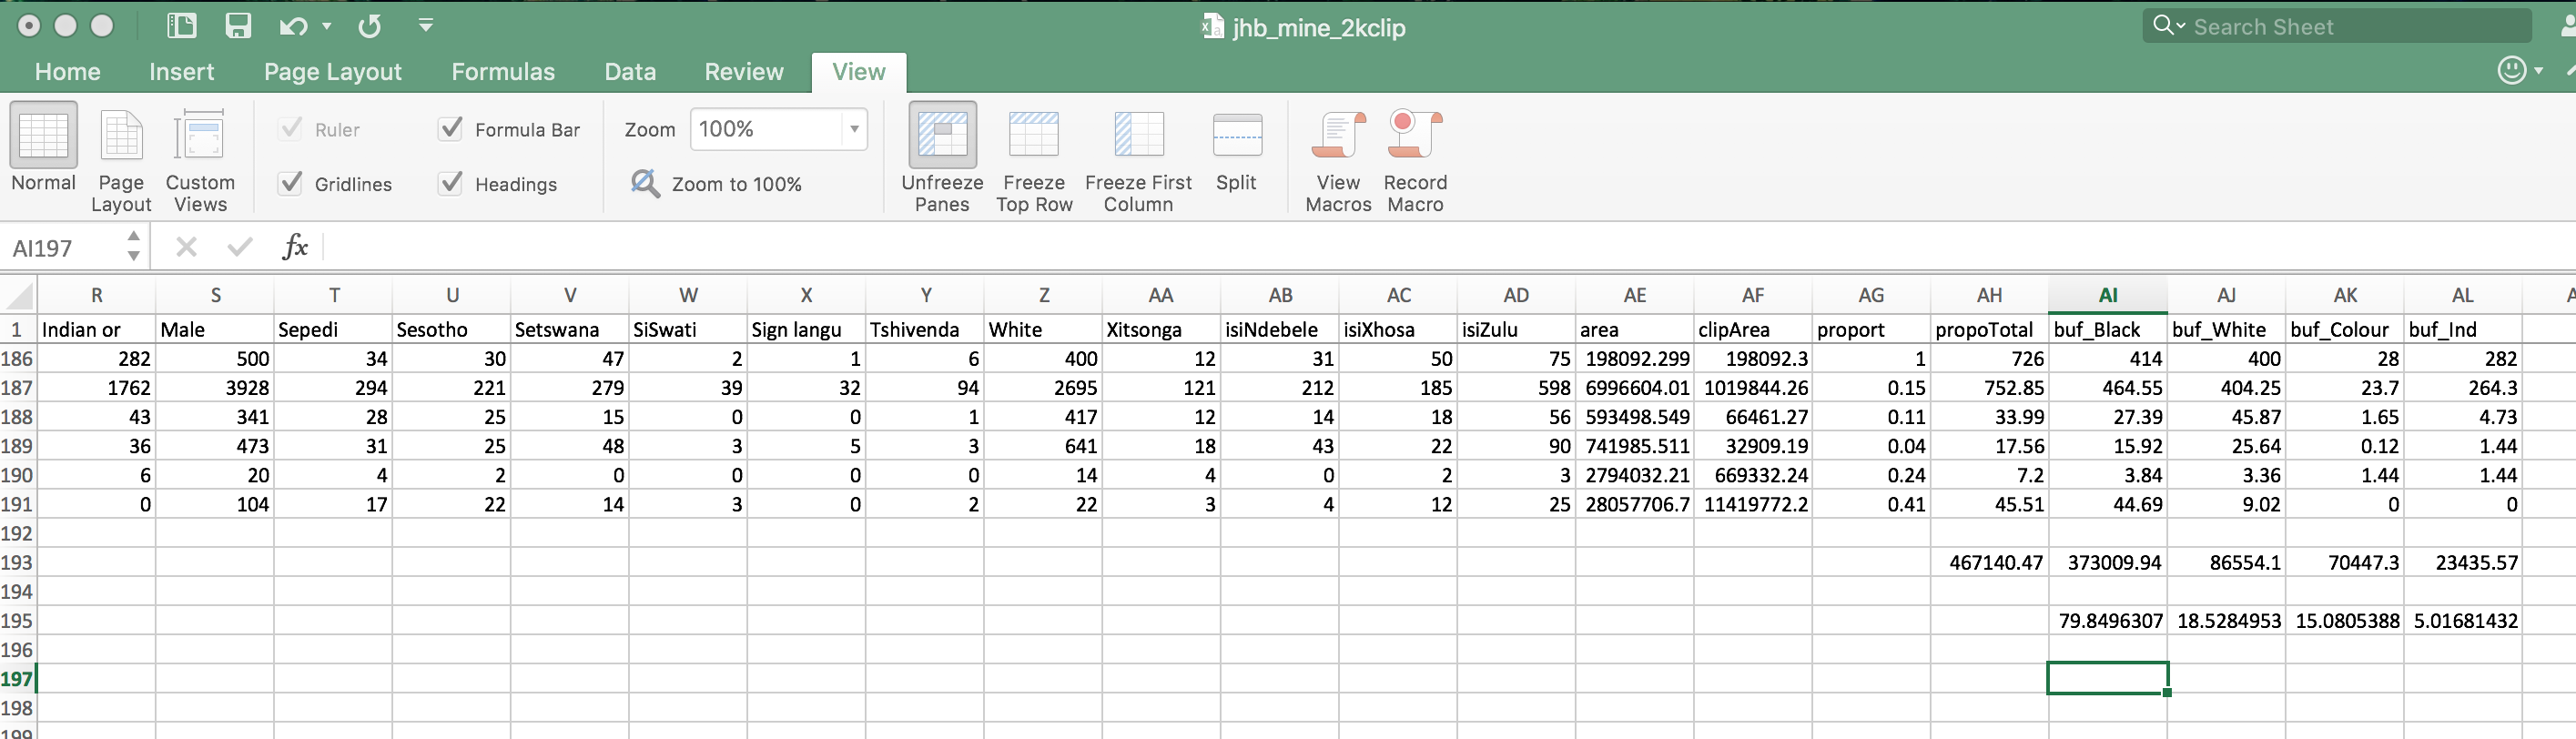 jhb_mine_2kclip
Search Sheet
Home Insert Page Layout Formulas Data Review View
Normal Page Layout Custom Views
Ruler Formula Bar Zoom 100%
Gridlines Headings Zoom to 100%
Unfreeze Panes Freeze Top Row Freeze First Column Split View Macros Record Macro
AI197 fx
R S T U V W X Y Z AA AB AC AD AE AF AG AH AI AJ AK AL
1 Indian or Male Sepedi Sesotho Setswana SiSwati Sign langu Tshivenda White Xitsonga isiNdebele isiXhosa isiZulu area clipArea proport propoTotal buf_Black buf_White buf_Colour buf_Ind
186 282 500 34 30 47 2 1 6 400 12 31 50 75 198092.299 198092.3 1 726 414 400 28 282
187 1762 3928 294 221 279 39 32 94 2695 121 212 185 598 6996604.01 1019844.26 0.15 752.85 464.55 404.25 23.7 264.3
188 43 341 28 25 15 0 0 1 417 12 14 18 56 593498.549 66461.27 0.11 33.99 27.39 45.87 1.65 4.73
189 36 473 31 25 48 3 5 3 641 18 43 22 90 741985.511 32909.19 0.04 17.56 15.92 25.64 0.12 1.44
190 6 20 4 2 0 0 0 0 14 4 0 2 3 2794032.21 669332.24 0.24 7.2 3.84 3.36 1.44 1.44
191 0 104 17 22 14 3 0 2 22 3 4 12 25 28057706.7 11419772.2 0.41 45.51 44.69 9.02 0 0
192
193 467140.47 373009.94 86554.1 70447.3 23435.57
194
195 79.8496307 18.5284953 15.0805388 5.01681432
196
197
198
199